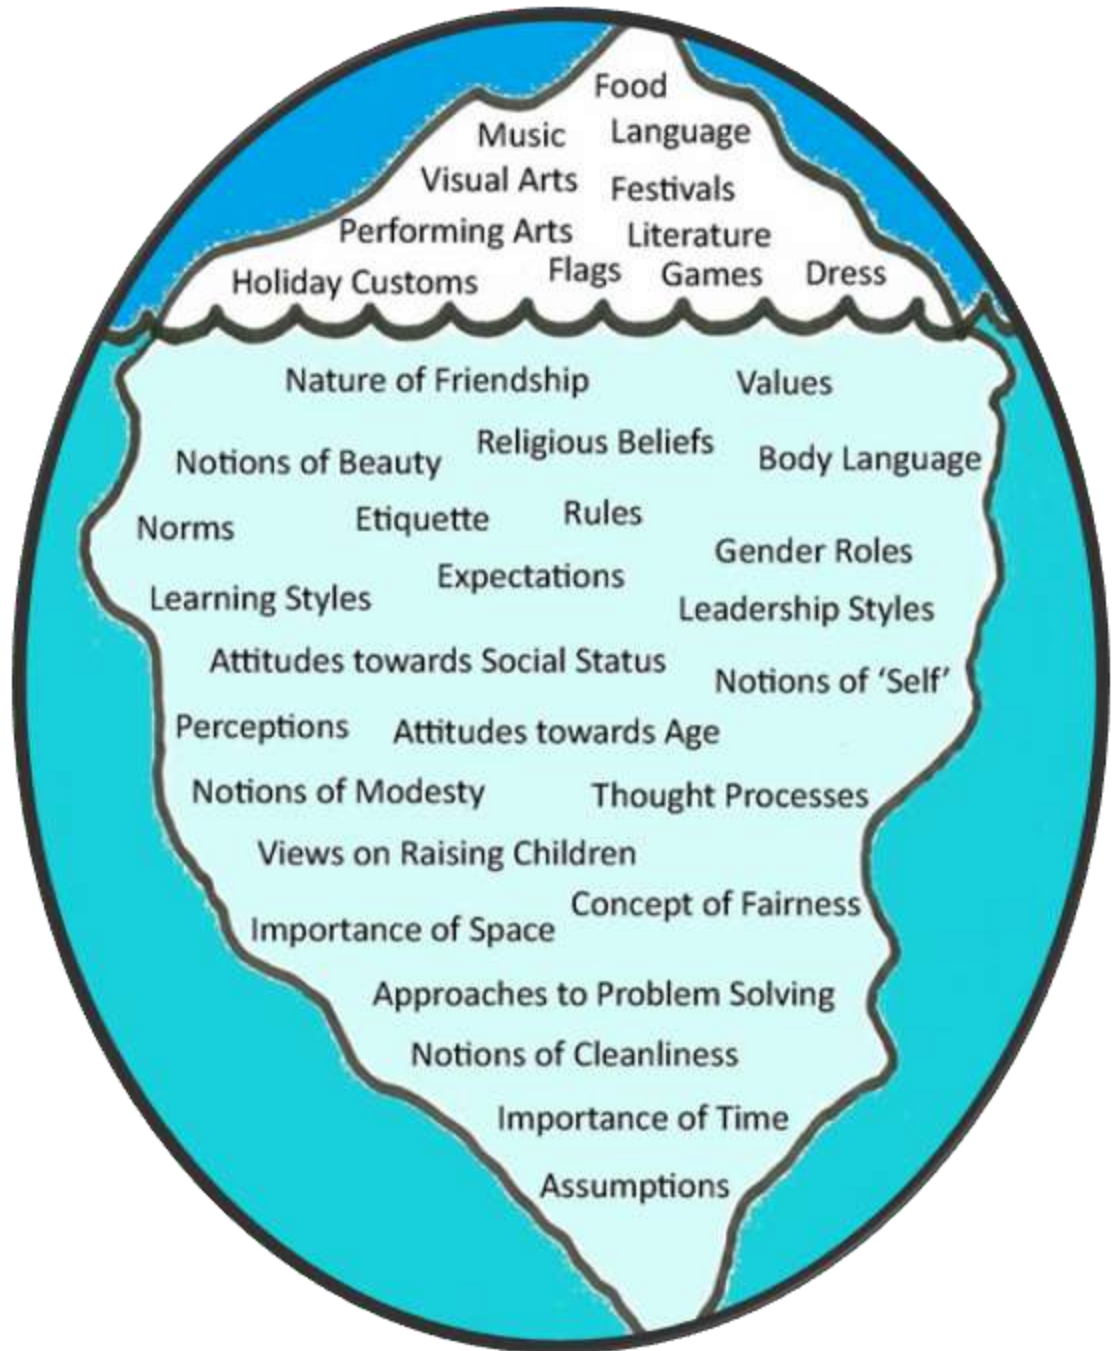 Food
Music Language
Visual Arts Festivals
Performing Arts Literature
Holiday Customs Flags Games Dress
Nature of Friendship Values
Notions of Beauty Religious Beliefs Body Language
Norms Etiquette Rules
Gender Roles
Learning Styles Expectations
Leadership Styles
Attitudes towards Social Status
Notions of ‘Self’
Perceptions Attitudes towards Age
Notions of Modesty Thought Processes
Views on Raising Children
Concept of Fairness
Importance of Space
Approaches to Problem Solving
Notions of Cleanliness
Importance of Time
Assumptions